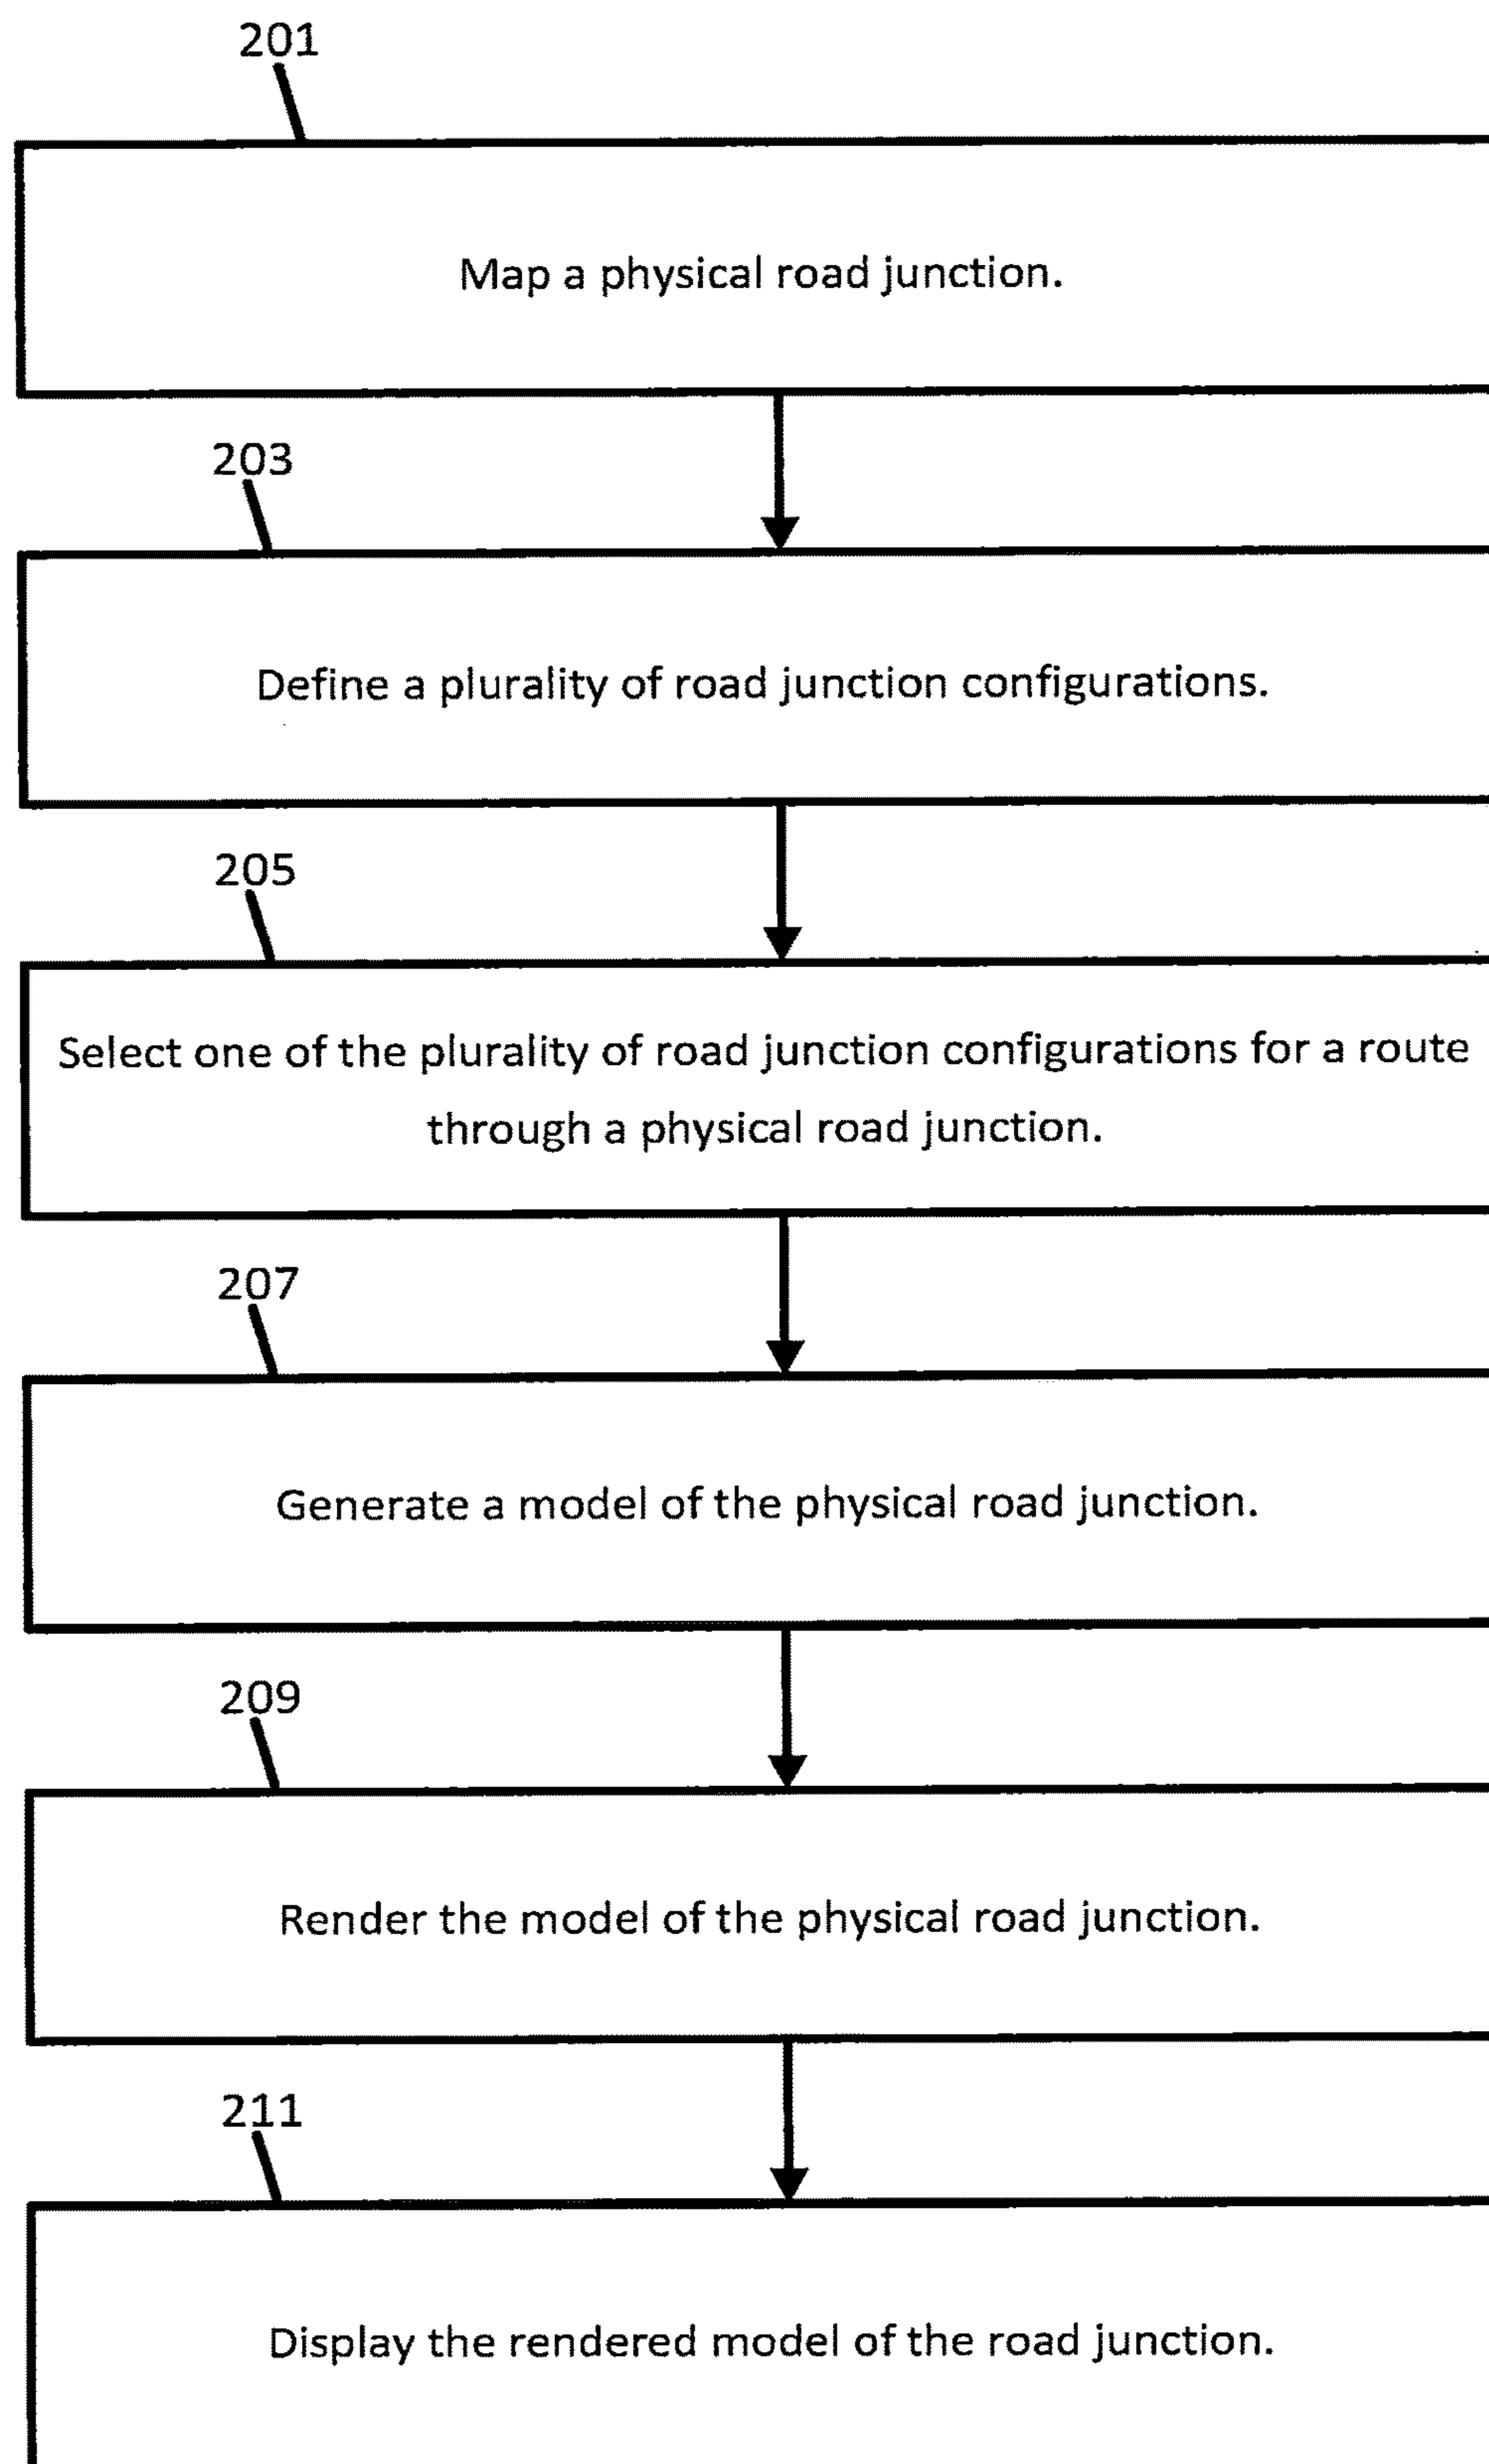 201
Map a physical road junction.
203
Define a plurality of road junction configurations.
205
Select one of the plurality of road junction configurations for a route
through a physical road junction.
207
Generate a model of the physical road junction.
209
Render the model of the physical road junction.
211
Display the rendered model of the road junction.